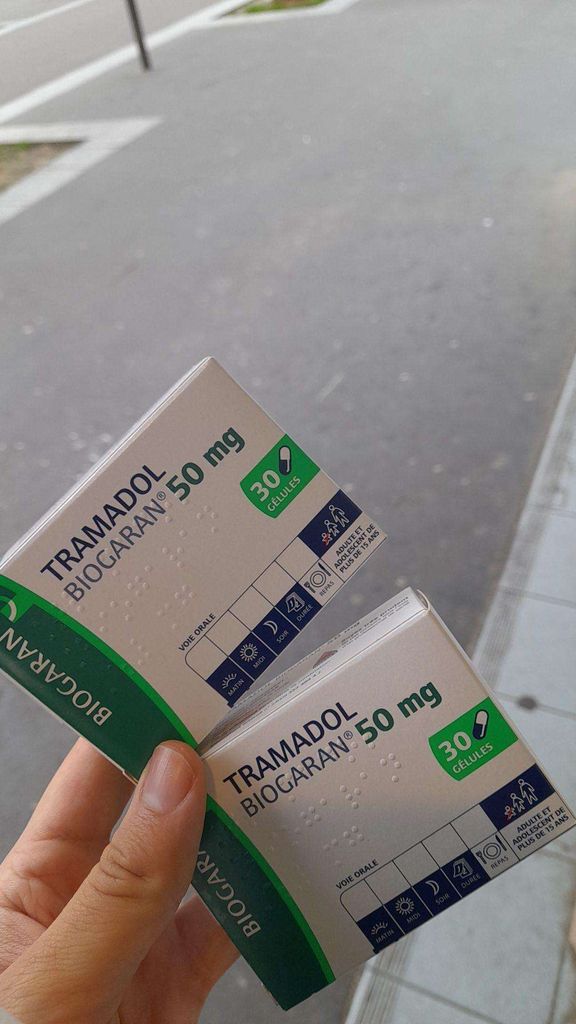 TRAMADOL
BIOGARAN® 50 mg
30
GÉLULES
VOIE ORALE
MATIN
MIDI
SOIR
DURÉE
REPAS
ADULTE ET
ADOLESCENT DE
PLUS DE 15 ANS
BIOGARAN
BIOGARAN
TRAMADOL
BIOGARAN® 50 mg
30
GÉLULES
VOIE ORALE
MATIN
MIDI
SOIR
DURÉE
REPAS
ADULTE ET
ADOLESCENT DE
PLUS DE 15 ANS
BIOGARA
BIOGARAN